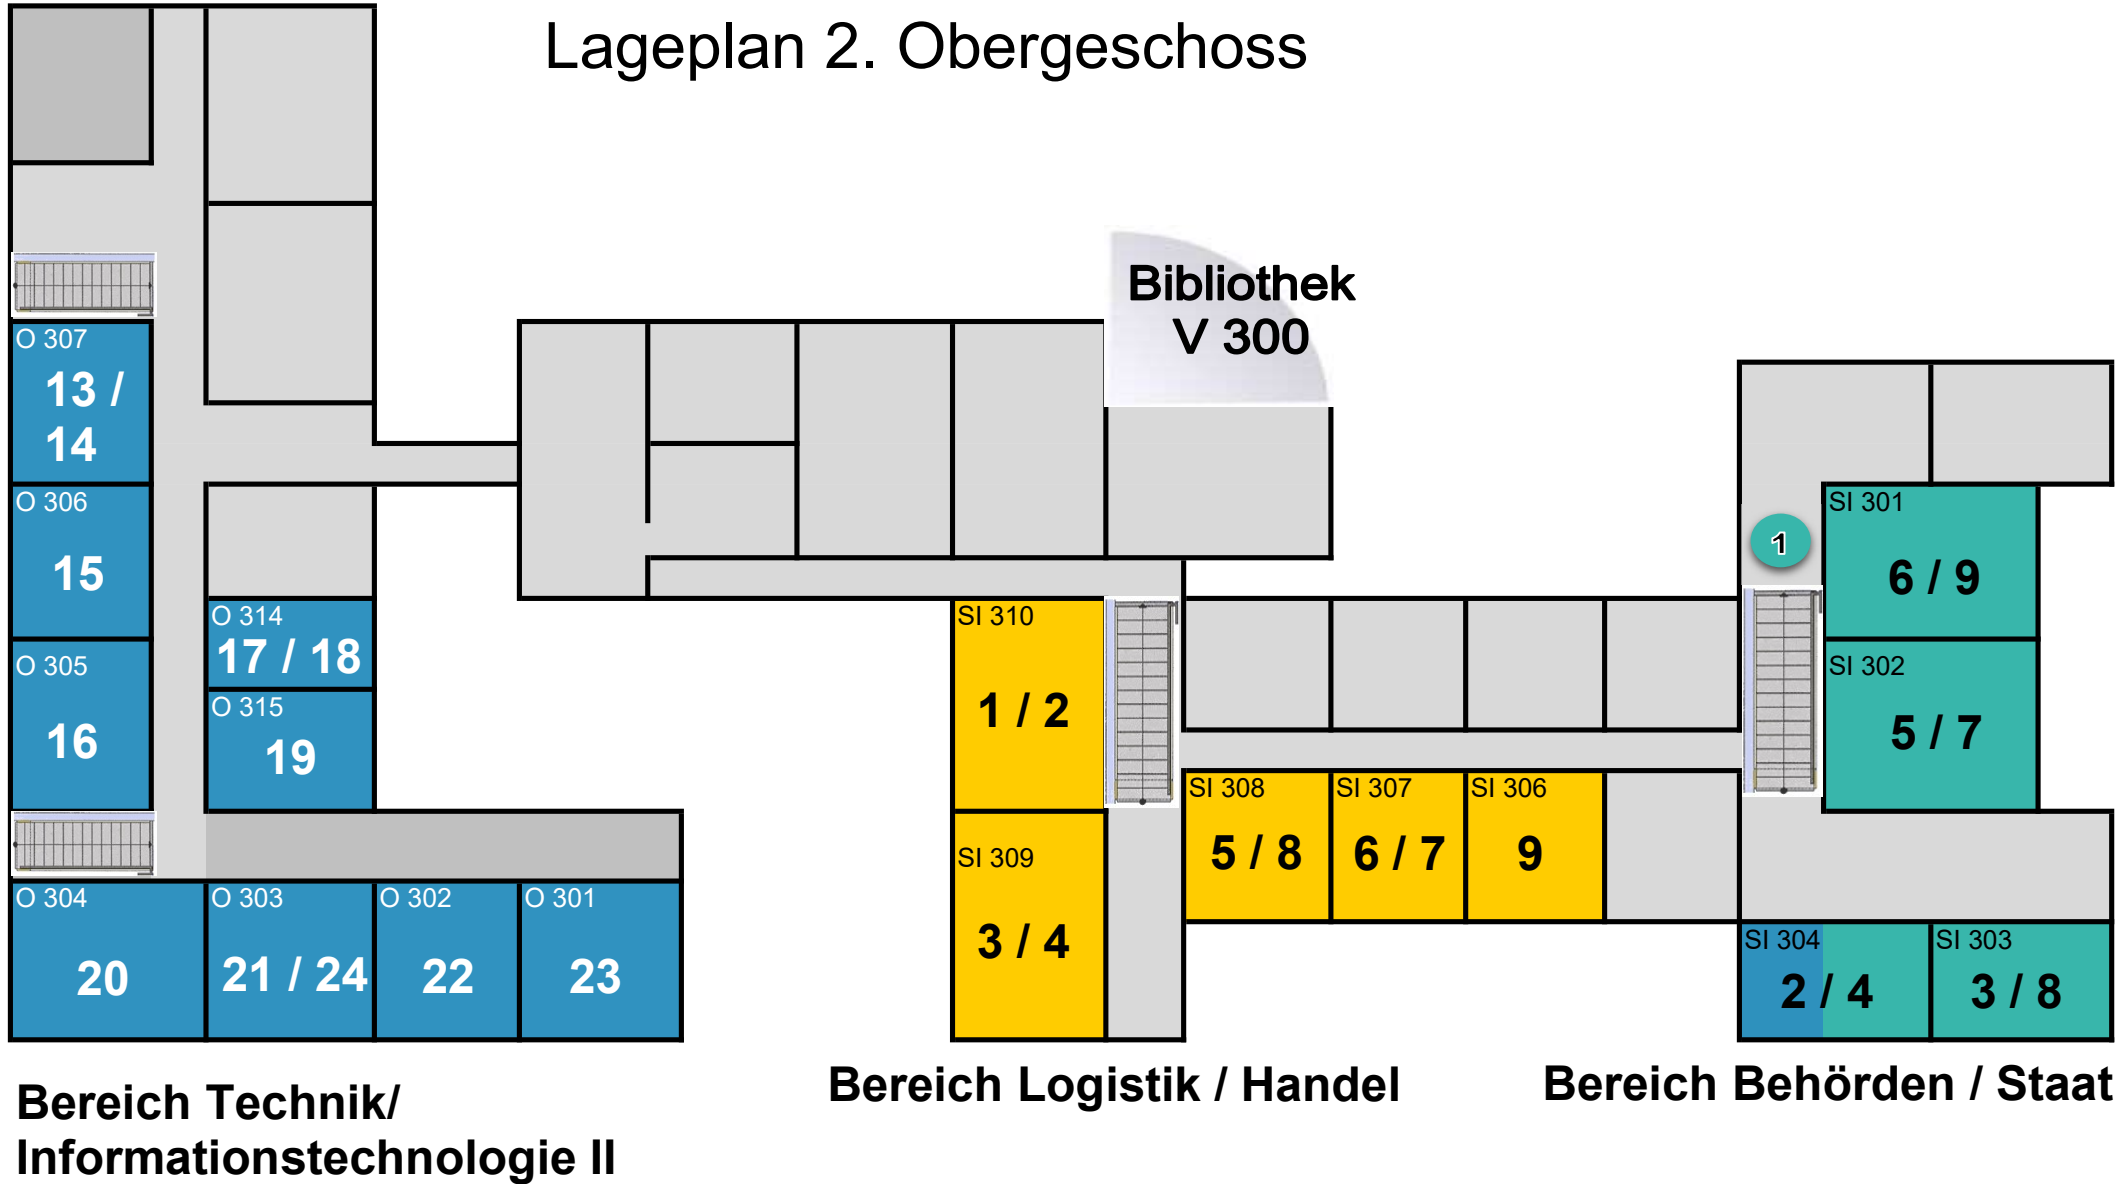 Lageplan 2. Obergeschoss
Bibliothek
V 300
O 307
13 /
14
O 306
15
O 305
16
O 314
17 / 18
O 315
19
O 304
20
O 303
21 / 24
O 302
22
O 301
23
SI 310
1 / 2
SI 309
3 / 4
SI 308
5 / 8
SI 307
6 / 7
SI 306
9
1
SI 301
6 / 9
SI 302
5 / 7
SI 304
2 / 4
SI 303
3 / 8
Bereich Technik/
Informationstechnologie II
Bereich Logistik / Handel
Bereich Behörden / Staat